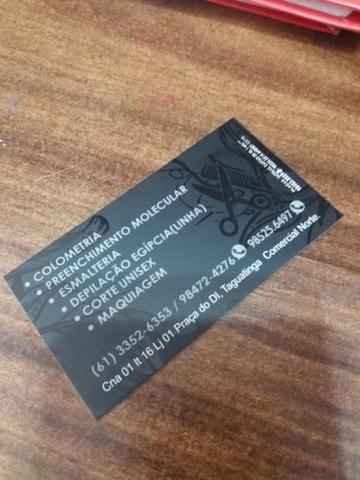 • COLOMETRIA
• PREENCHIMENTO MOLECULAR
• ESMALTERIA
• DEPILAÇÃO EGÍPCIA(LINHA)
• CORTE UNISEX
• MAQUIAGEM
(61) 3352-6353 / 98472-4276 98525.6497
Cna 01 lt 16 Lj 01 Praça do DI, Taguatinga Comercial Norte.